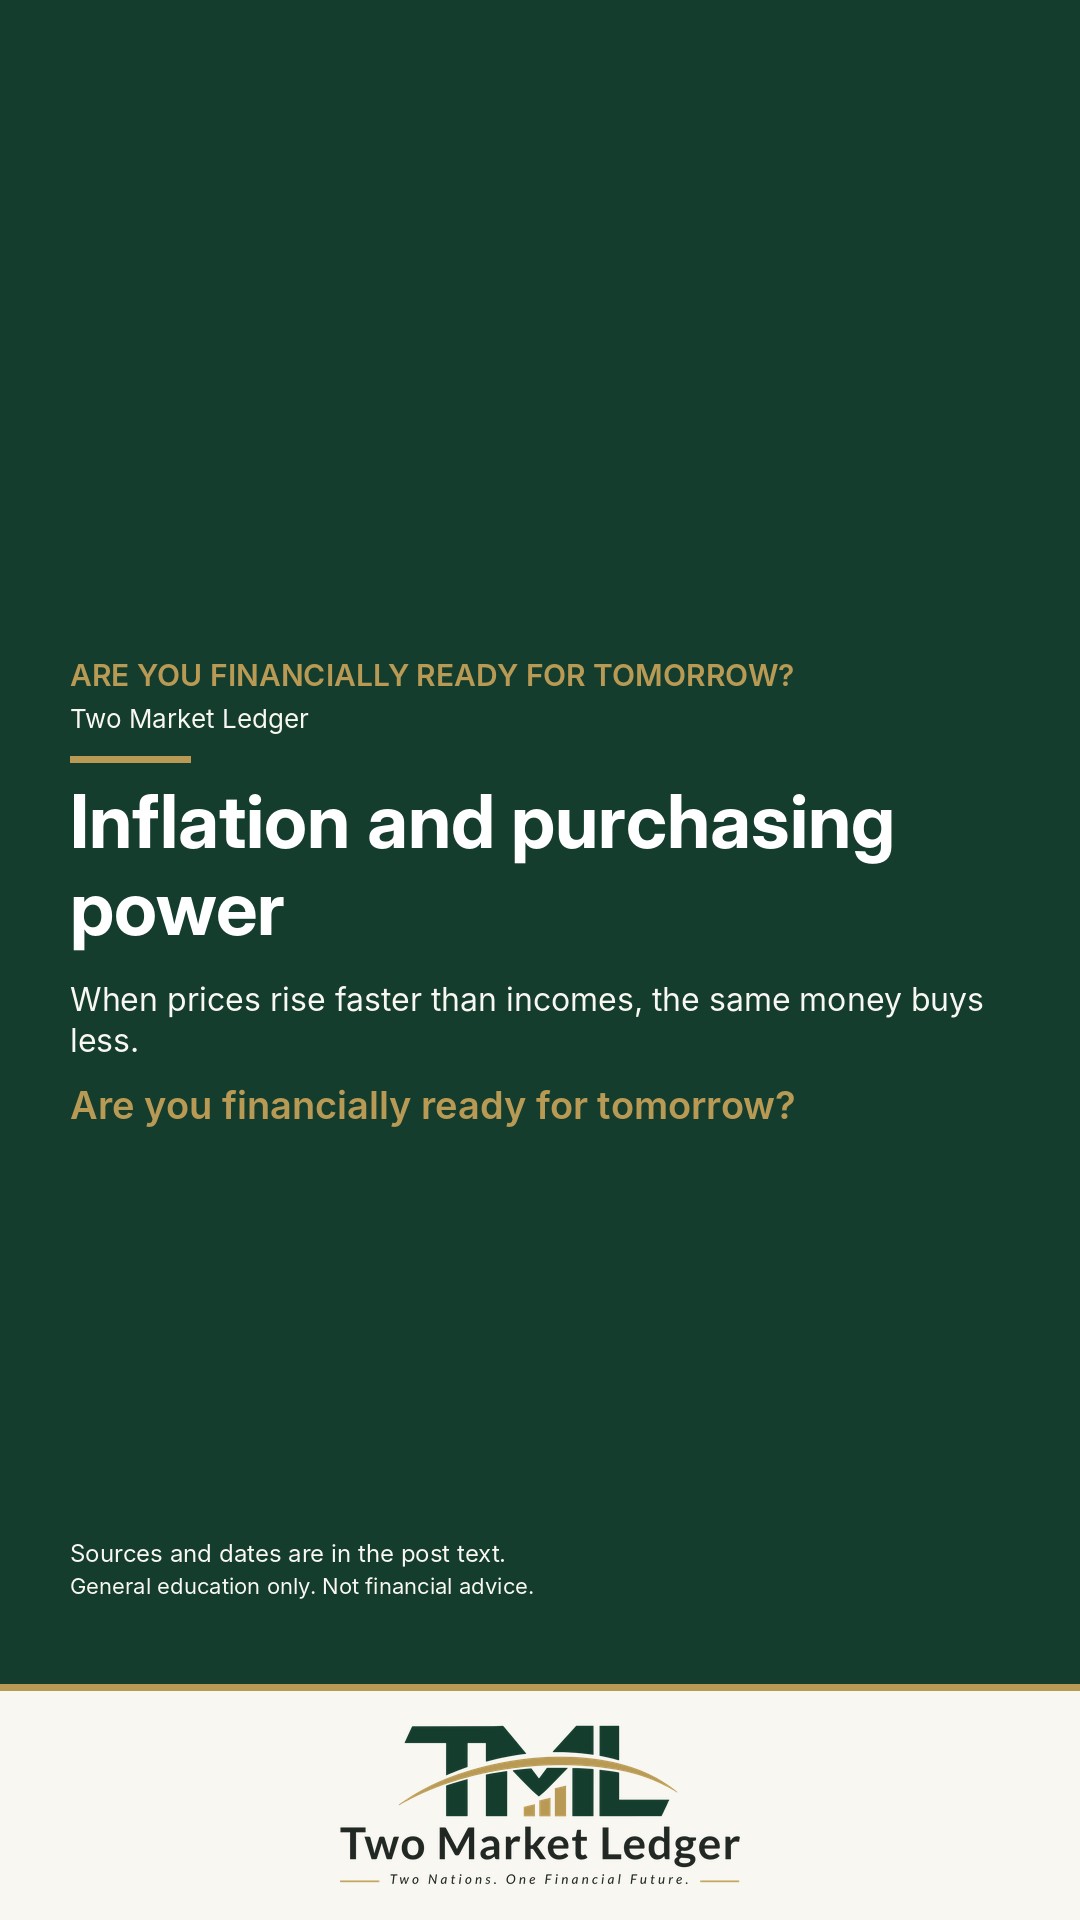 ARE YOU FINANCIALLY READY FOR TOMORROW?
Two Market Ledger
Inflation and purchasing
power
When prices rise faster than incomes, the same money buys
less.
Are you financially ready for tomorrow?
Sources and dates are in the post text.
General education only. Not financial advice.
TML
Two Market Ledger
Two Nations. One Financial Future.